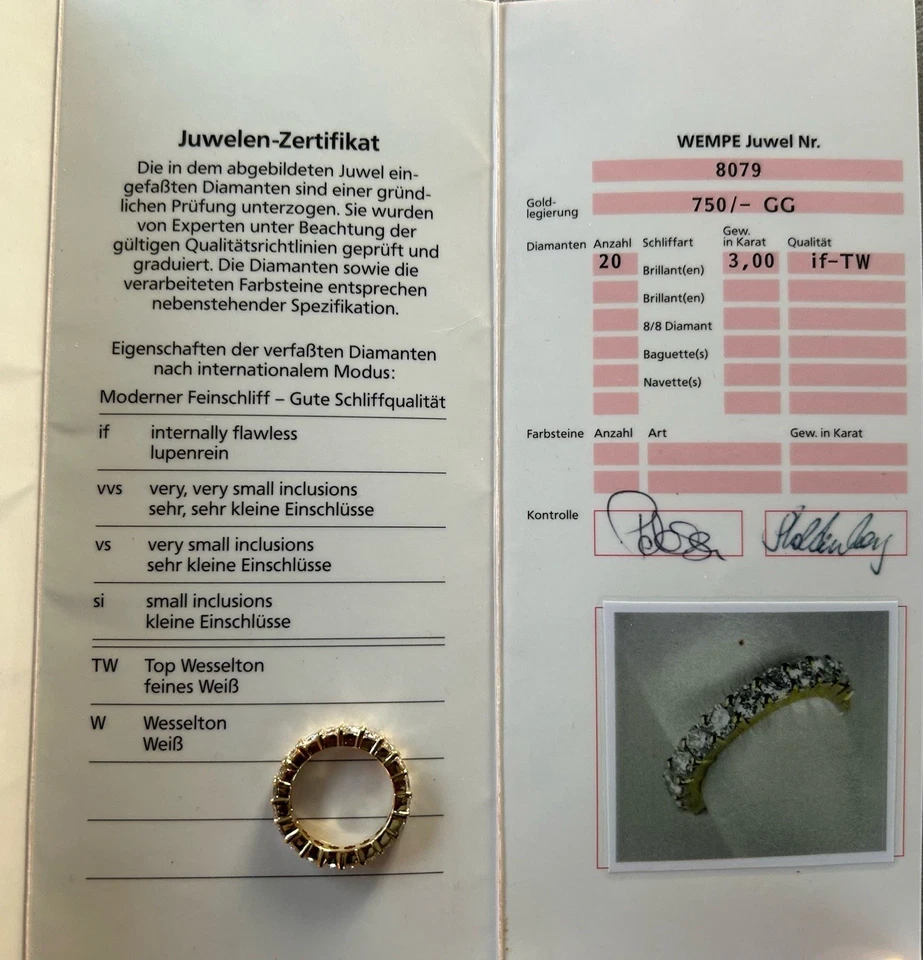 Juwelen-Zertifikat
Die in dem abgebildeten Juwel ein-
gefaßten Diamanten sind einer gründ-
lichen Prüfung unterzogen. Sie wurden
von Experten unter Beachtung der
gültigen Qualitätsrichtlinien geprüft und
graduiert. Die Diamanten sowie die
verarbeiteten Farbsteine entsprechen
nebenstehender Spezifikation.
Eigenschaften der verfaßten Diamanten
nach internationalem Modus:
Moderner Feinschliff – Gute Schliffqualität
if internally flawless
lupenrein
vvs very, very small inclusions
sehr, sehr kleine Einschlüsse
vs very small inclusions
sehr kleine Einschlüsse
si small inclusions
kleine Einschlüsse
TW Top Wesselton
feines Weiß
W Wesselton
Weiß
WEMPE Juwel Nr.
8079
Gold-
legierung 750/- GG
Diamanten Anzahl Schliffart Gew. in Karat Qualität
20 Brillant(en) 3,00 if-TW
Brillant(en)
8/8 Diamant
Baguette(s)
Navette(s)
Farbsteine Anzahl Art Gew. in Karat
Kontrolle